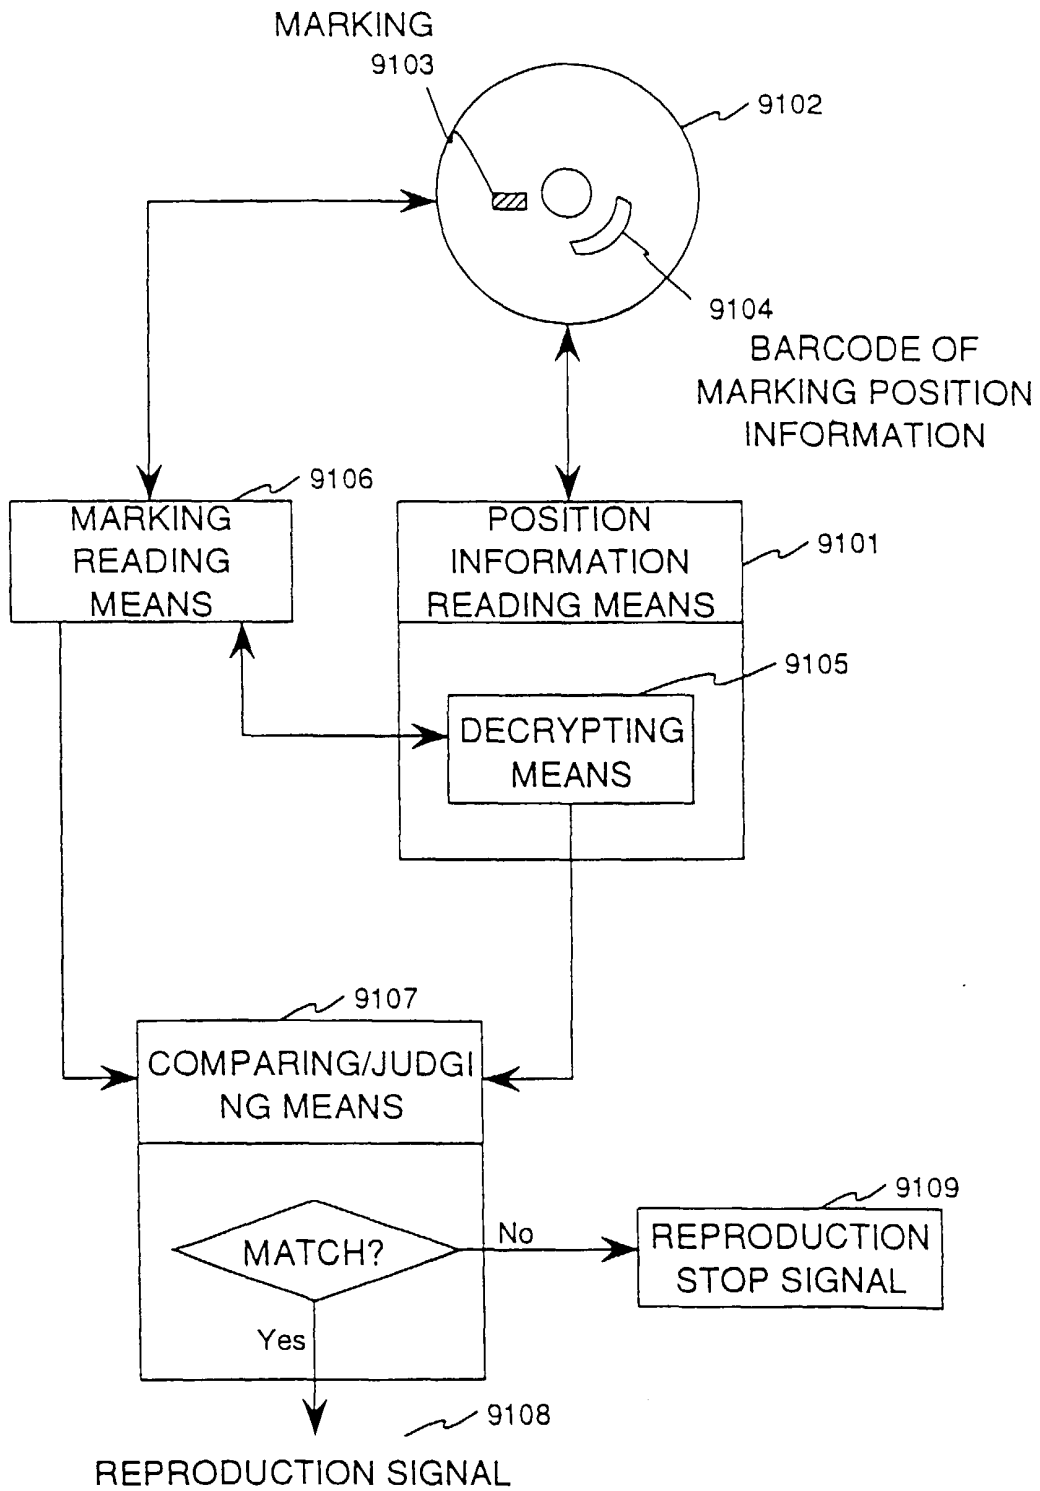 MARKING
9103
9102
9104
BARCODE OF
MARKING POSITION
INFORMATION
9106
MARKING
READING
MEANS
POSITION
INFORMATION
READING MEANS
9101
9105
DECRYPTING
MEANS
9107
COMPARING/JUDGI
NG MEANS
MATCH?
No
Yes
9109
REPRODUCTION
STOP SIGNAL
9108
REPRODUCTION SIGNAL